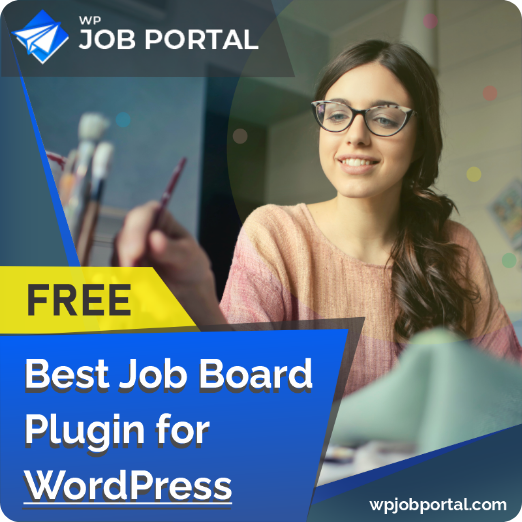 WP
JOB PORTAL
FREE
Best Job Board
Plugin for
WordPress
wpjobportal.com